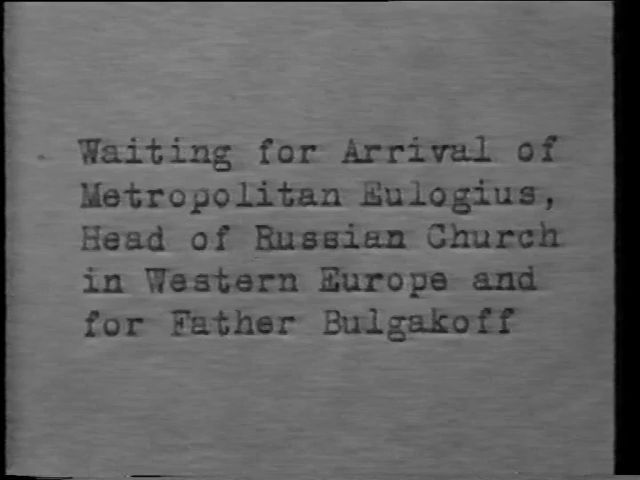 Waiting for Arrival of
Metropolitan Eulogius,
Head of Russian Church
in Western Europe and
for Father Bulgakoff